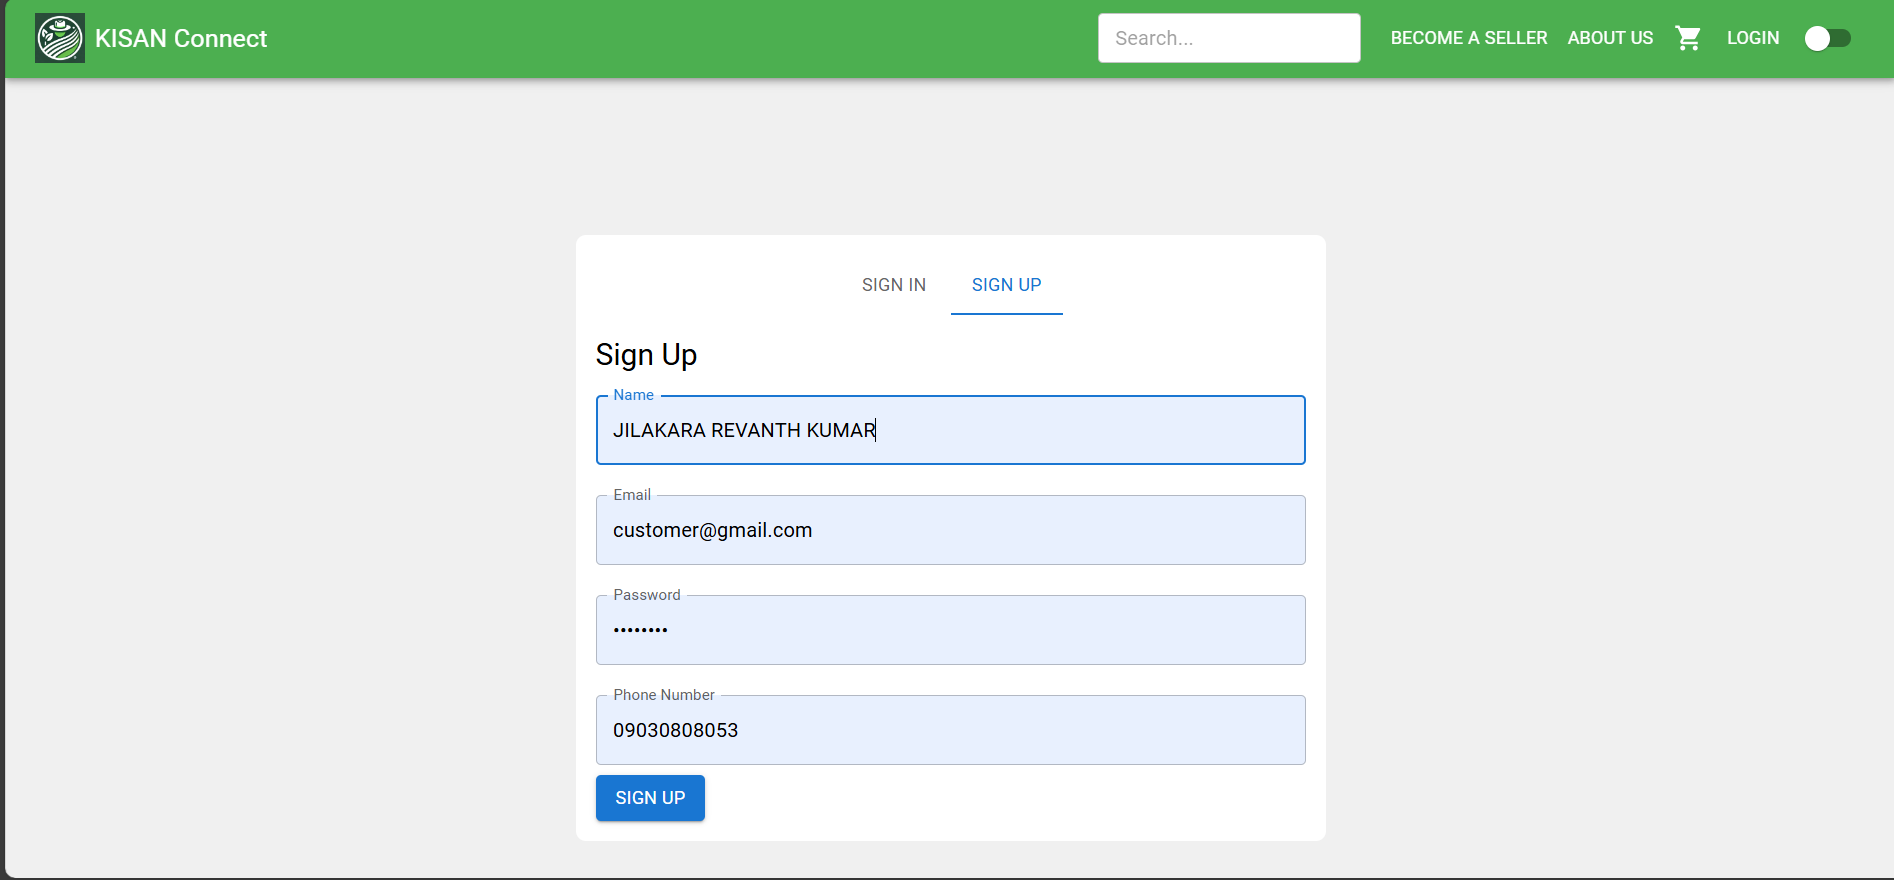 KISAN Connect
Search...
BECOME A SELLER
ABOUT US
LOGIN
SIGN IN
SIGN UP
Sign Up
Name
JILAKARA REVANTH KUMAR
Email
customer@gmail.com
Password
••••••••
Phone Number
09030808053
SIGN UP